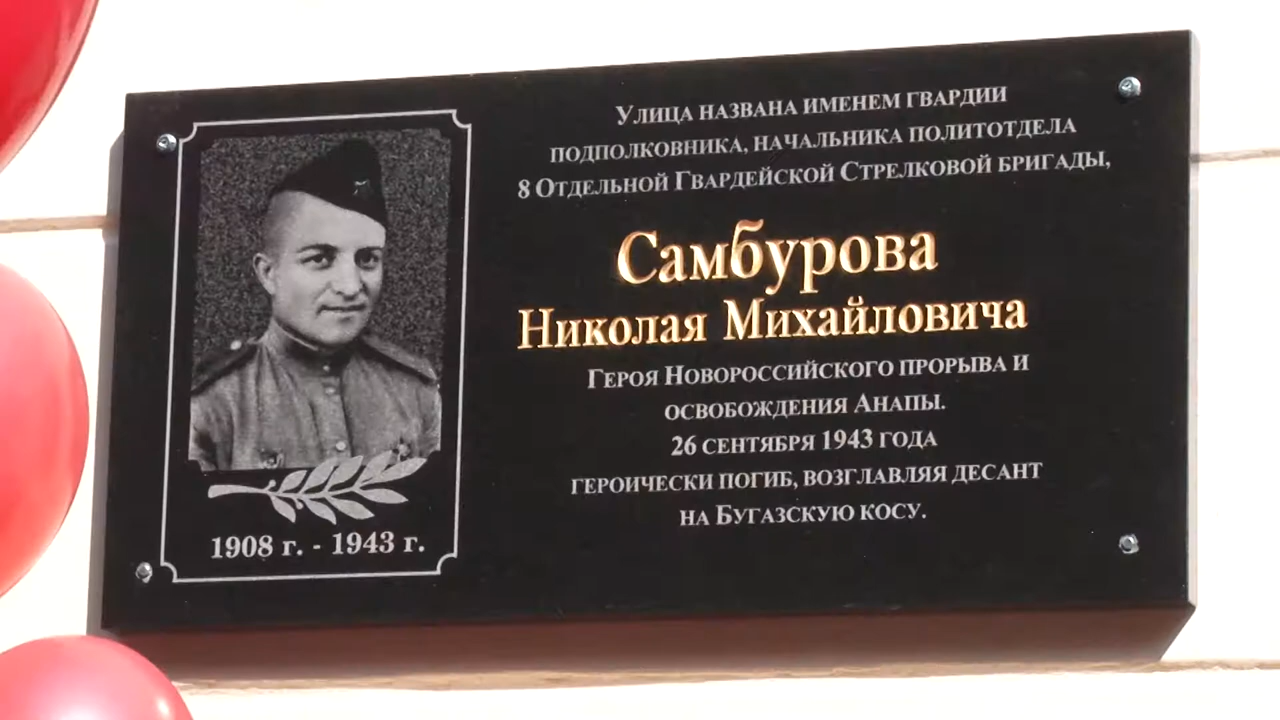 Улица названа именем гвардии
подполковника, начальника политотдела
8 Отдельной Гвардейской Стрелковой бригады,
Самбурова
Николая Михайловича
Героя Новороссийского прорыва и
освобождения Анапы.
26 сентября 1943 года
героически погиб, возглавляя десант
на Бугазскую косу.
1908 г. - 1943 г.